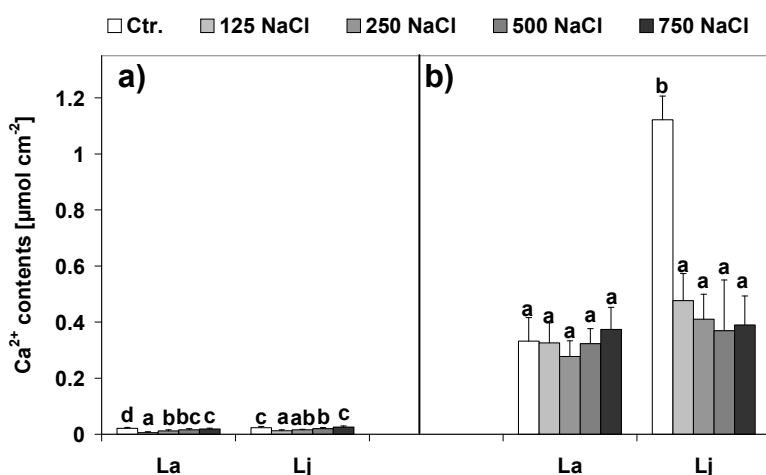 Ctr. 125 NaCl 250 NaCl 500 NaCl 750 NaCl
Ca²⁺ contents [µmol cm⁻²]
a) b)
1.2
1
0.8
0.6
0.4
0.2
0
d a b bc c c a ab b c
a a a a a b a a a a
La Lj La Lj